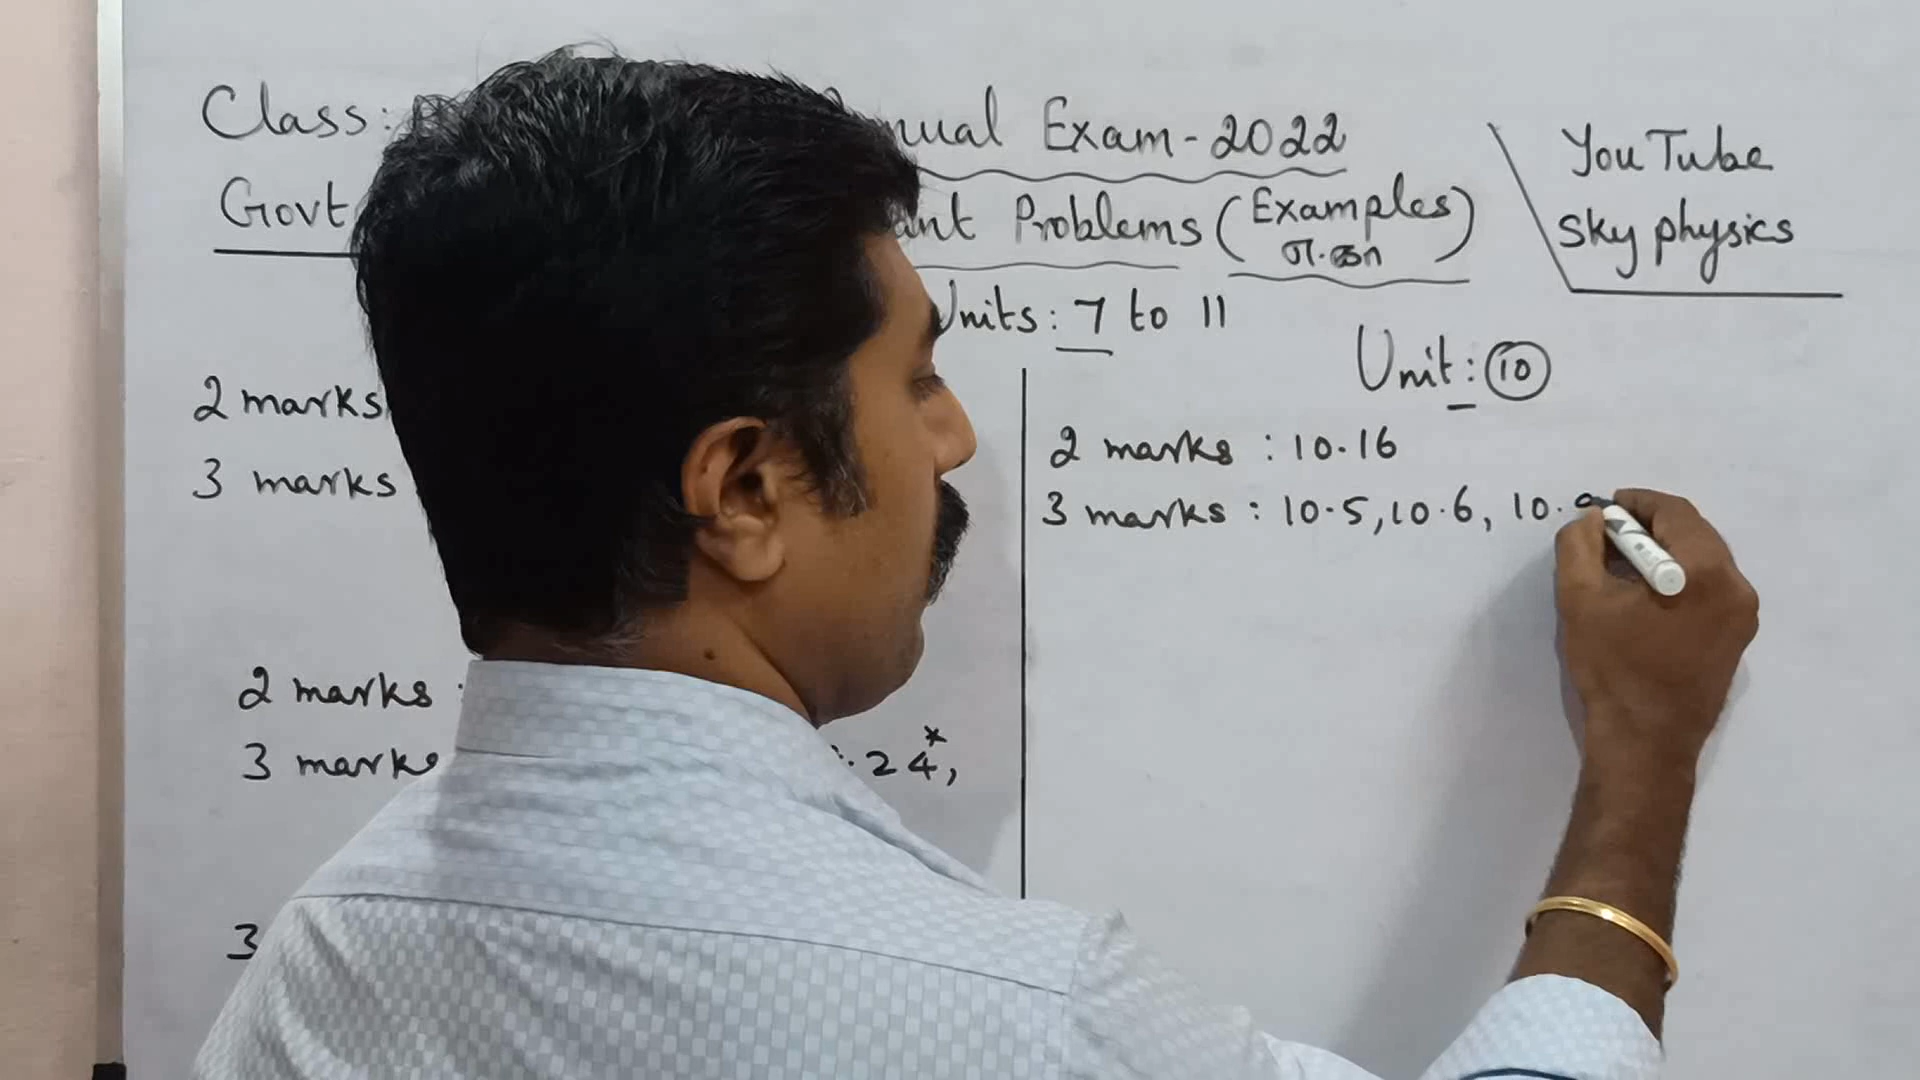 Class:
nual Exam-2022
Govt
ant Problems (Examples)
எ.கா
Units: 7 to 11
YouTube
Sky physics
2 marks
3 marks
2 marks :
3 marks
.24*,
3
Unit: 10
2 marks : 10.16
3 marks : 10.5, 10.6, 10.